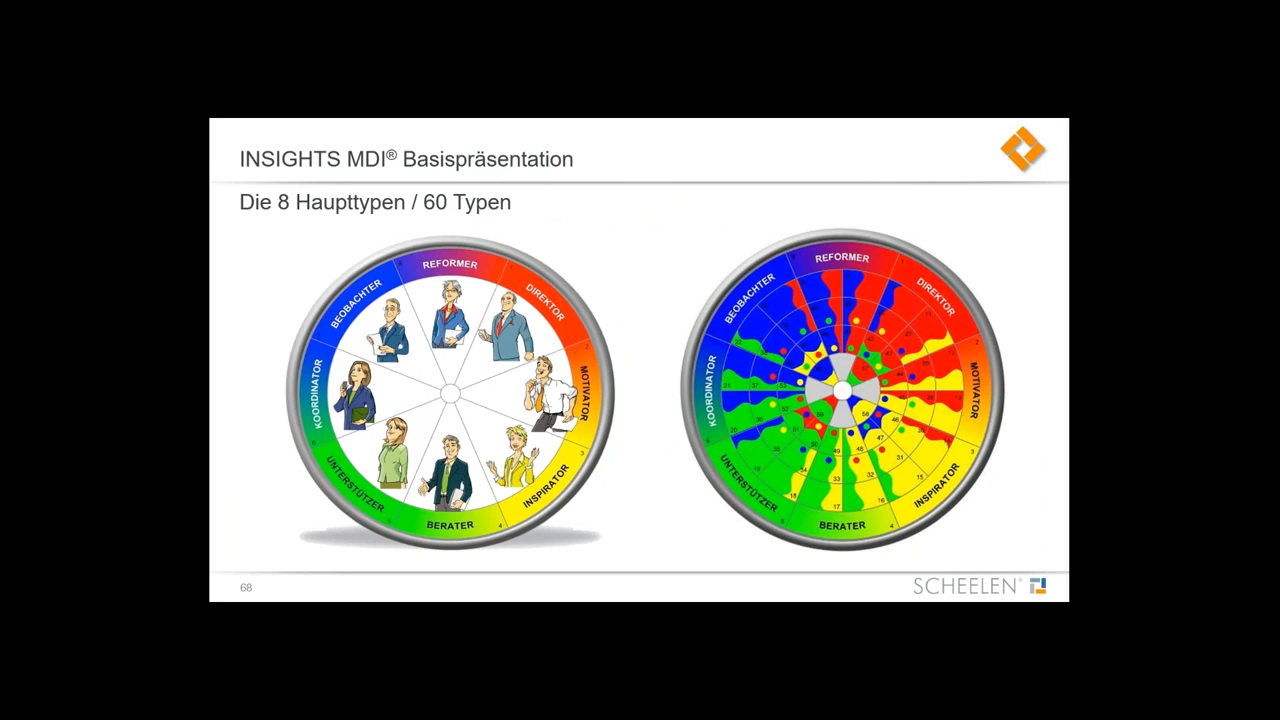 INSIGHTS MDI® Basispräsentation
Die 8 Haupttypen / 60 Typen
REFORMER
DIREKTOR
MOTIVATOR
INSPIRATOR
BERATER
UNTERSTÜTZER
KOORDINATOR
BEOBACHTER
REFORMER
DIREKTOR
MOTIVATOR
INSPIRATOR
BERATER
UNTERSTÜTZER
KOORDINATOR
BEOBACHTER
68
SCHEELEN®